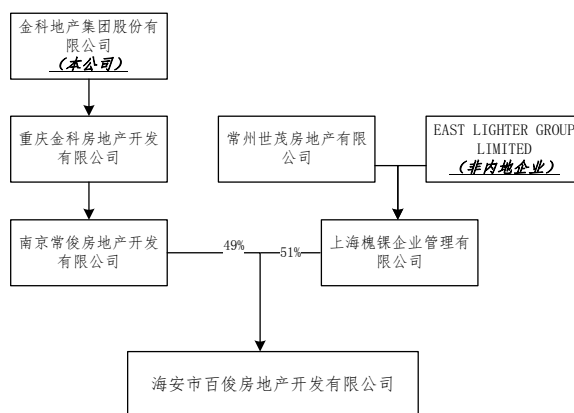 金科地产集团股份有
限公司
（本公司）
重庆金科房地产开发
有限公司
常州世茂房地产有限
公司
EAST LIGHTER GROUP
LIMITED
（非内地企业）
南京常俊房地产开发
有限公司
49%
51%
上海槐锞企业管理有
限公司
海安市百俊房地产开发有限公司